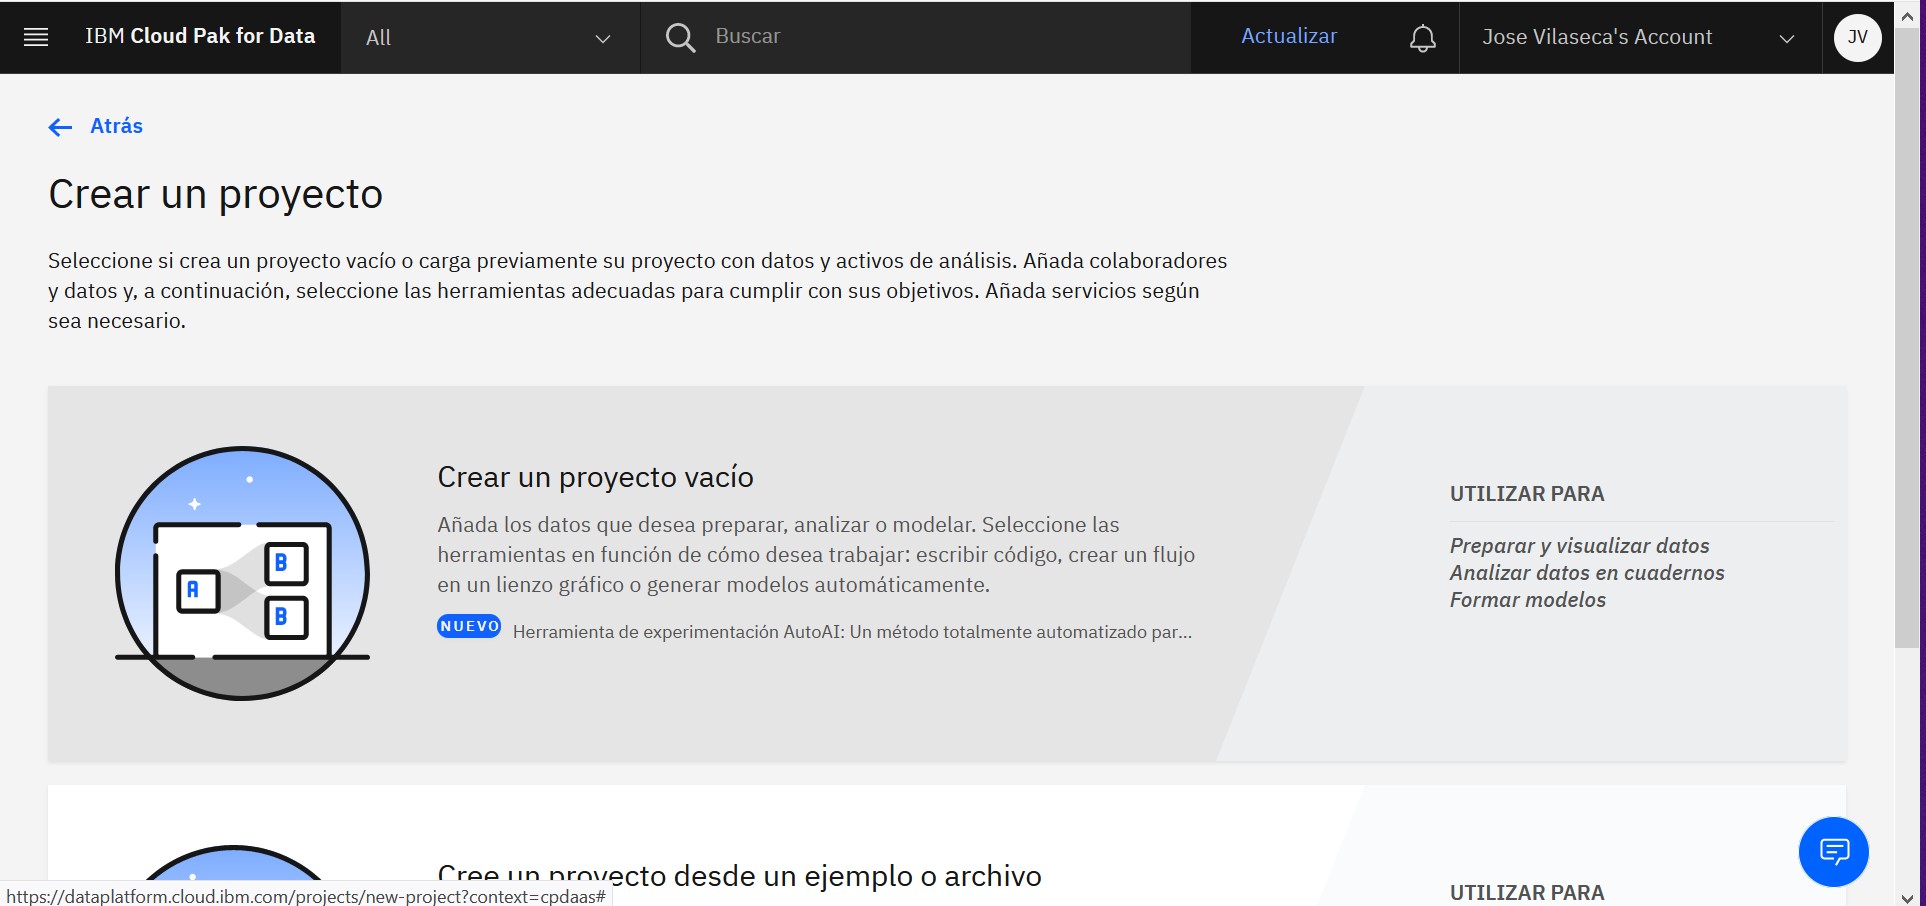 IBM Cloud Pak for Data
All
Buscar
Actualizar
Jose Vilaseca's Account
JV
Atrás
Crear un proyecto
Seleccione si crea un proyecto vacío o carga previamente su proyecto con datos y activos de análisis. Añada colaboradores
y datos y, a continuación, seleccione las herramientas adecuadas para cumplir con sus objetivos. Añada servicios según
sea necesario.
A
B
B
Crear un proyecto vacío
Añada los datos que desea preparar, analizar o modelar. Seleccione las
herramientas en función de cómo desea trabajar: escribir código, crear un flujo
en un lienzo gráfico o generar modelos automáticamente.
NUEVO Herramienta de experimentación AutoAI: Un método totalmente automatizado par...
UTILIZAR PARA
Preparar y visualizar datos
Analizar datos en cuadernos
Formar modelos
Cree un proyecto desde un ejemplo o archivo
UTILIZAR PARA
https://dataplatform.cloud.ibm.com/projects/new-project?context=cpdaas#